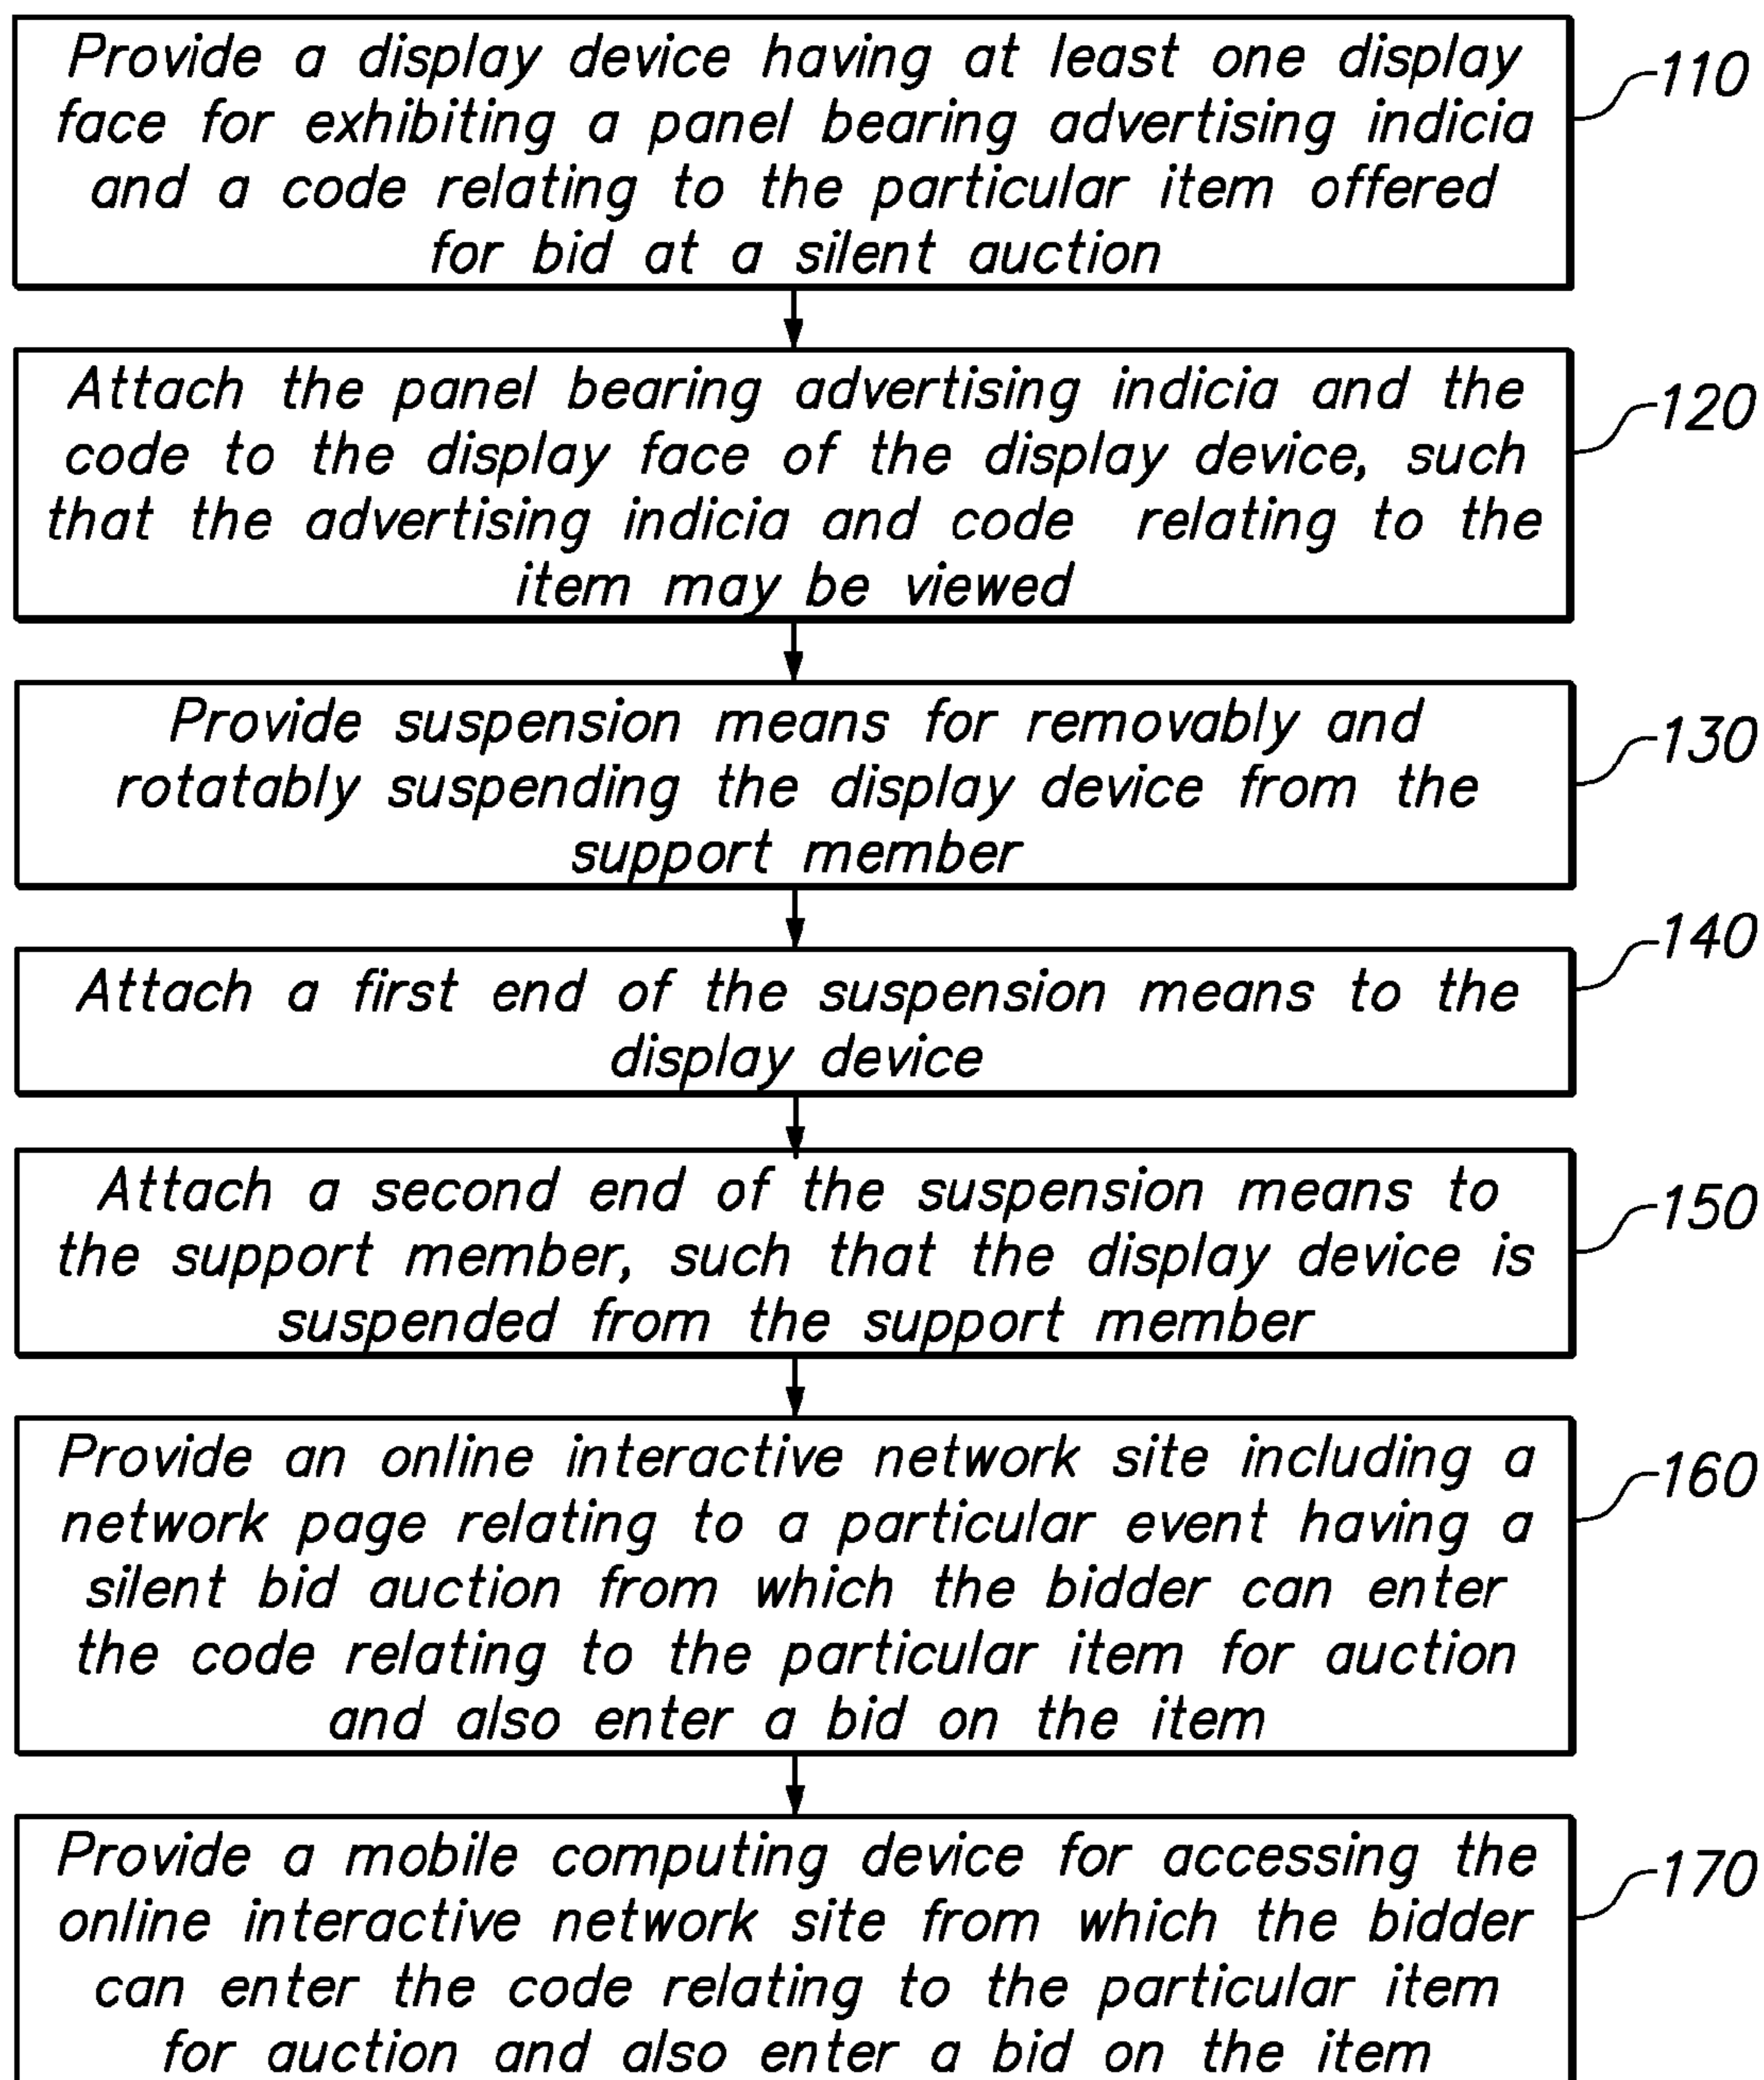 Provide a display device having at least one display
face for exhibiting a panel bearing advertising indicia
and a code relating to the particular item offered
for bid at a silent auction
110
Attach the panel bearing advertising indicia and the
code to the display face of the display device, such
that the advertising indicia and code relating to the
item may be viewed
120
Provide suspension means for removably and
rotatably suspending the display device from the
support member
130
Attach a first end of the suspension means to the
display device
140
Attach a second end of the suspension means to
the support member, such that the display device is
suspended from the support member
150
Provide an online interactive network site including a
network page relating to a particular event having a
silent bid auction from which the bidder can enter
the code relating to the particular item for auction
and also enter a bid on the item
160
Provide a mobile computing device for accessing the
online interactive network site from which the bidder
can enter the code relating to the particular item
for auction and also enter a bid on the item
170